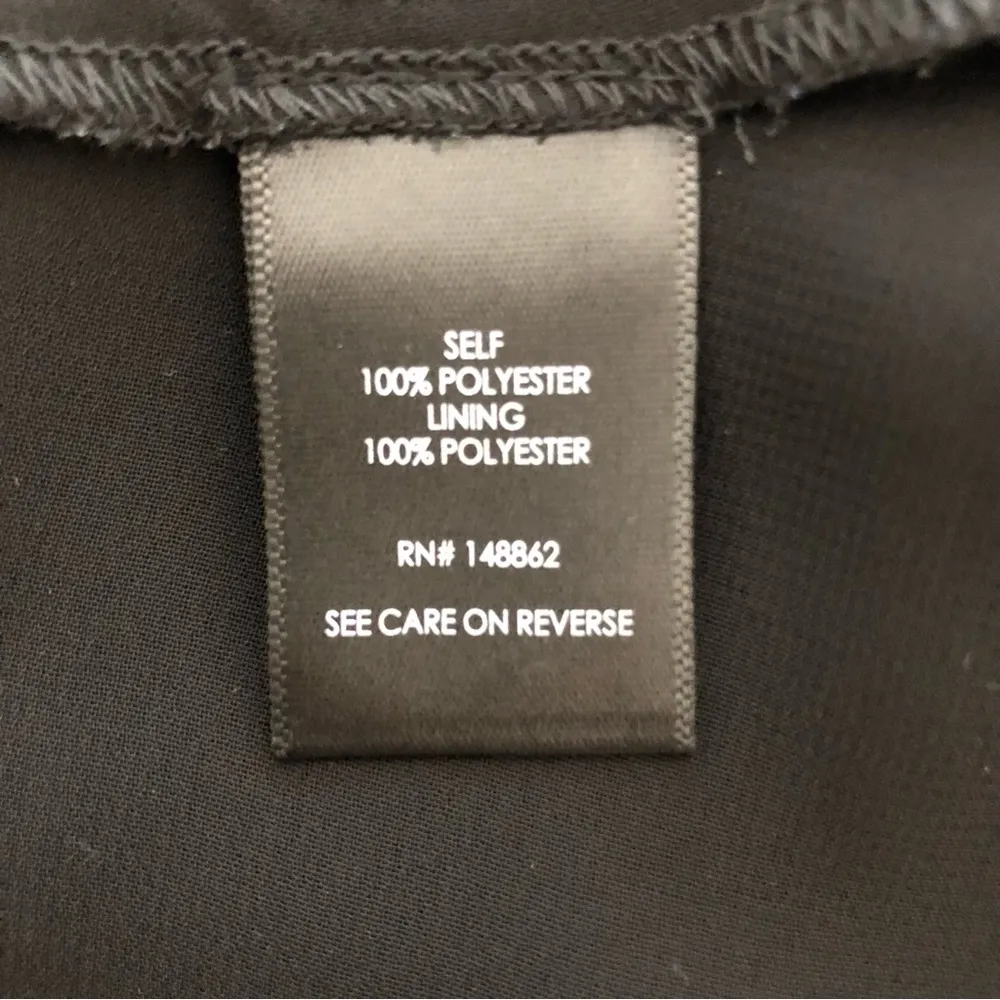 SELF
100% POLYESTER
LINING
100% POLYESTER
RN# 148862
SEE CARE ON REVERSE